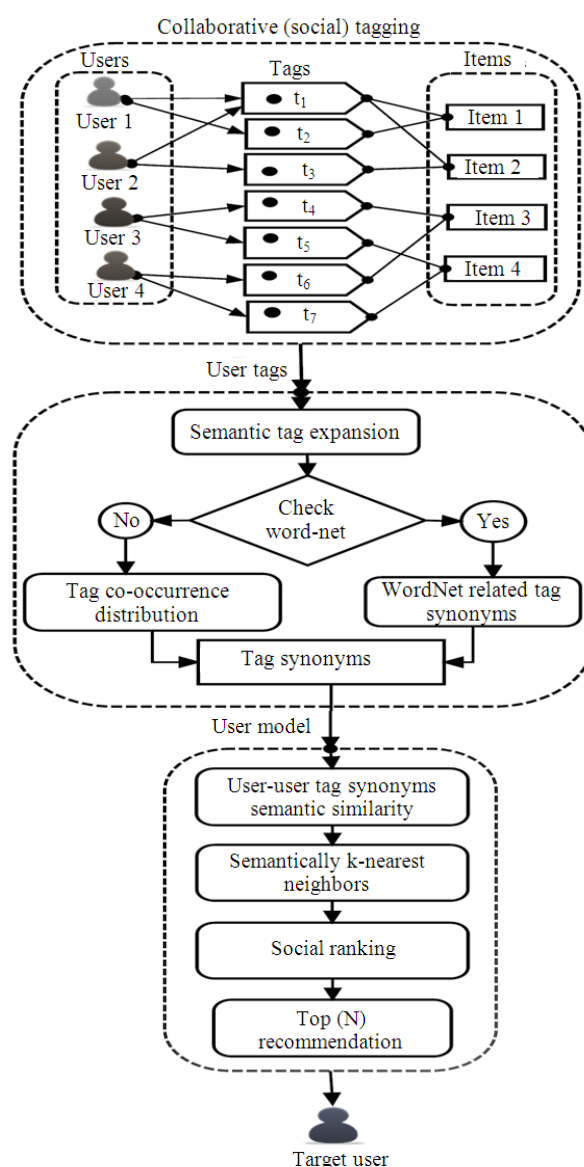 Collaborative (social) tagging
Users
Tags
Items
User 1
User 2
User 3
User 4
t1
t2
t3
t4
t5
t6
t7
Item 1
Item 2
Item 3
Item 4
User tags
Semantic tag expansion
Check
word-net
No
Yes
Tag co-occurrence
distribution
WordNet related tag
synonyms
Tag synonyms
User model
User-user tag synonyms
semantic similarity
Semantically k-nearest
neighbors
Social ranking
Top (N)
recommendation
Target user